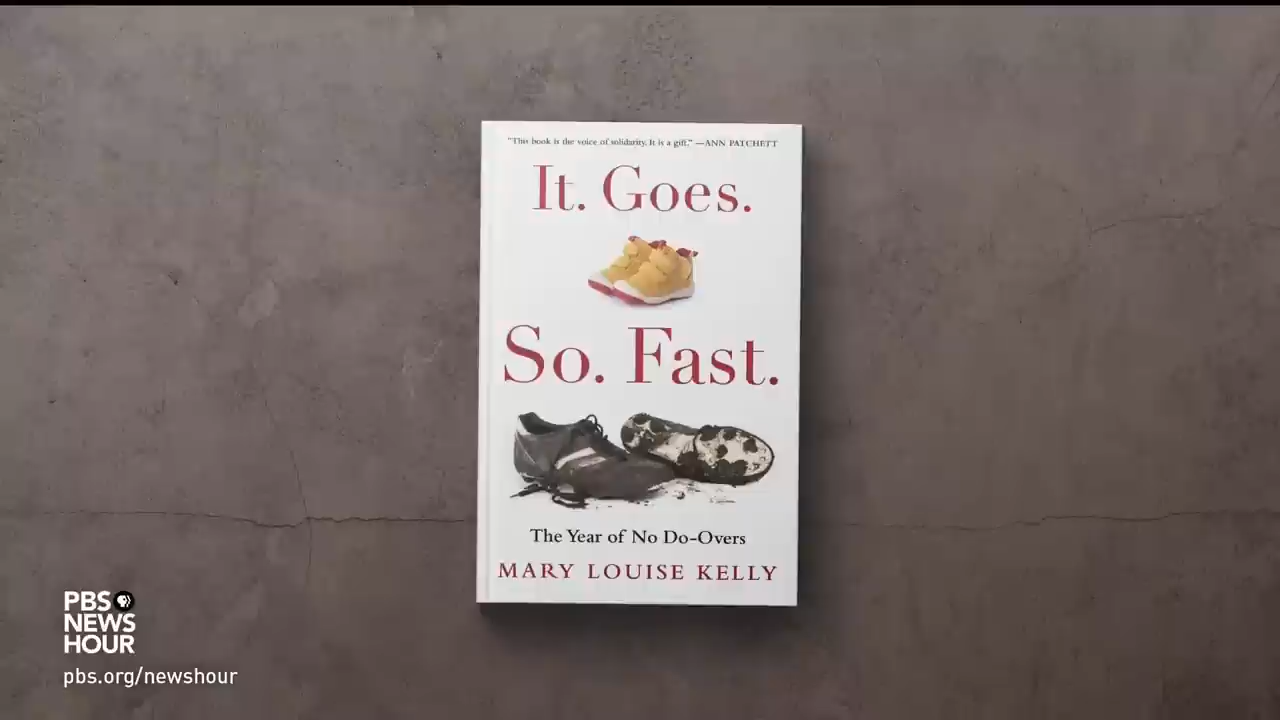 "This book is the voice of solidarity. It is a gift." —ANN PATCHETT
It. Goes.
So. Fast.
The Year of No Do-Overs
MARY LOUISE KELLY
PBS
NEWS
HOUR
pbs.org/newshour